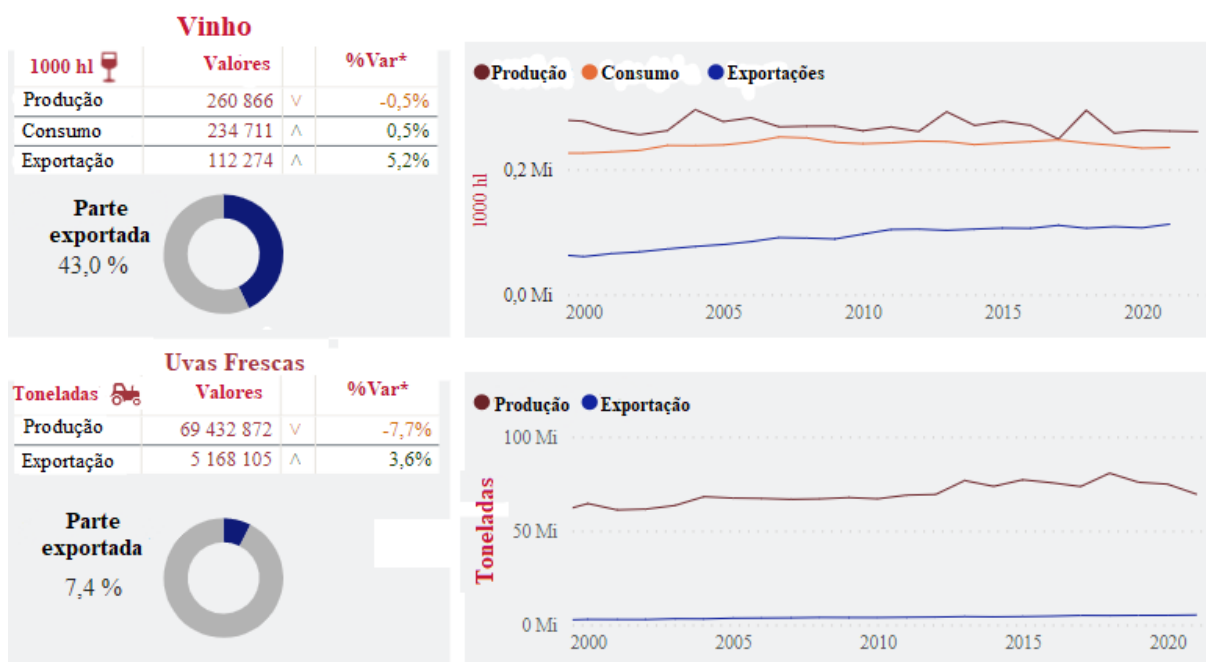 Vinho
1000 hl Valores %Var*
Produção 260 866 -0,5%
Consumo 234 711 0,5%
Exportação 112 274 5,2%
Parte
exportada
43,0 %
Produção Consumo Exportações
1000 hl
0,2 Mi
0,0 Mi
2000 2005 2010 2015 2020
Uvas Frescas
Toneladas Valores %Var*
Produção 69 432 872 -7,7%
Exportação 5 168 105 3,6%
Parte
exportada
7,4 %
Produção Exportação
Toneladas
100 Mi
50 Mi
0 Mi
2000 2005 2010 2015 2020